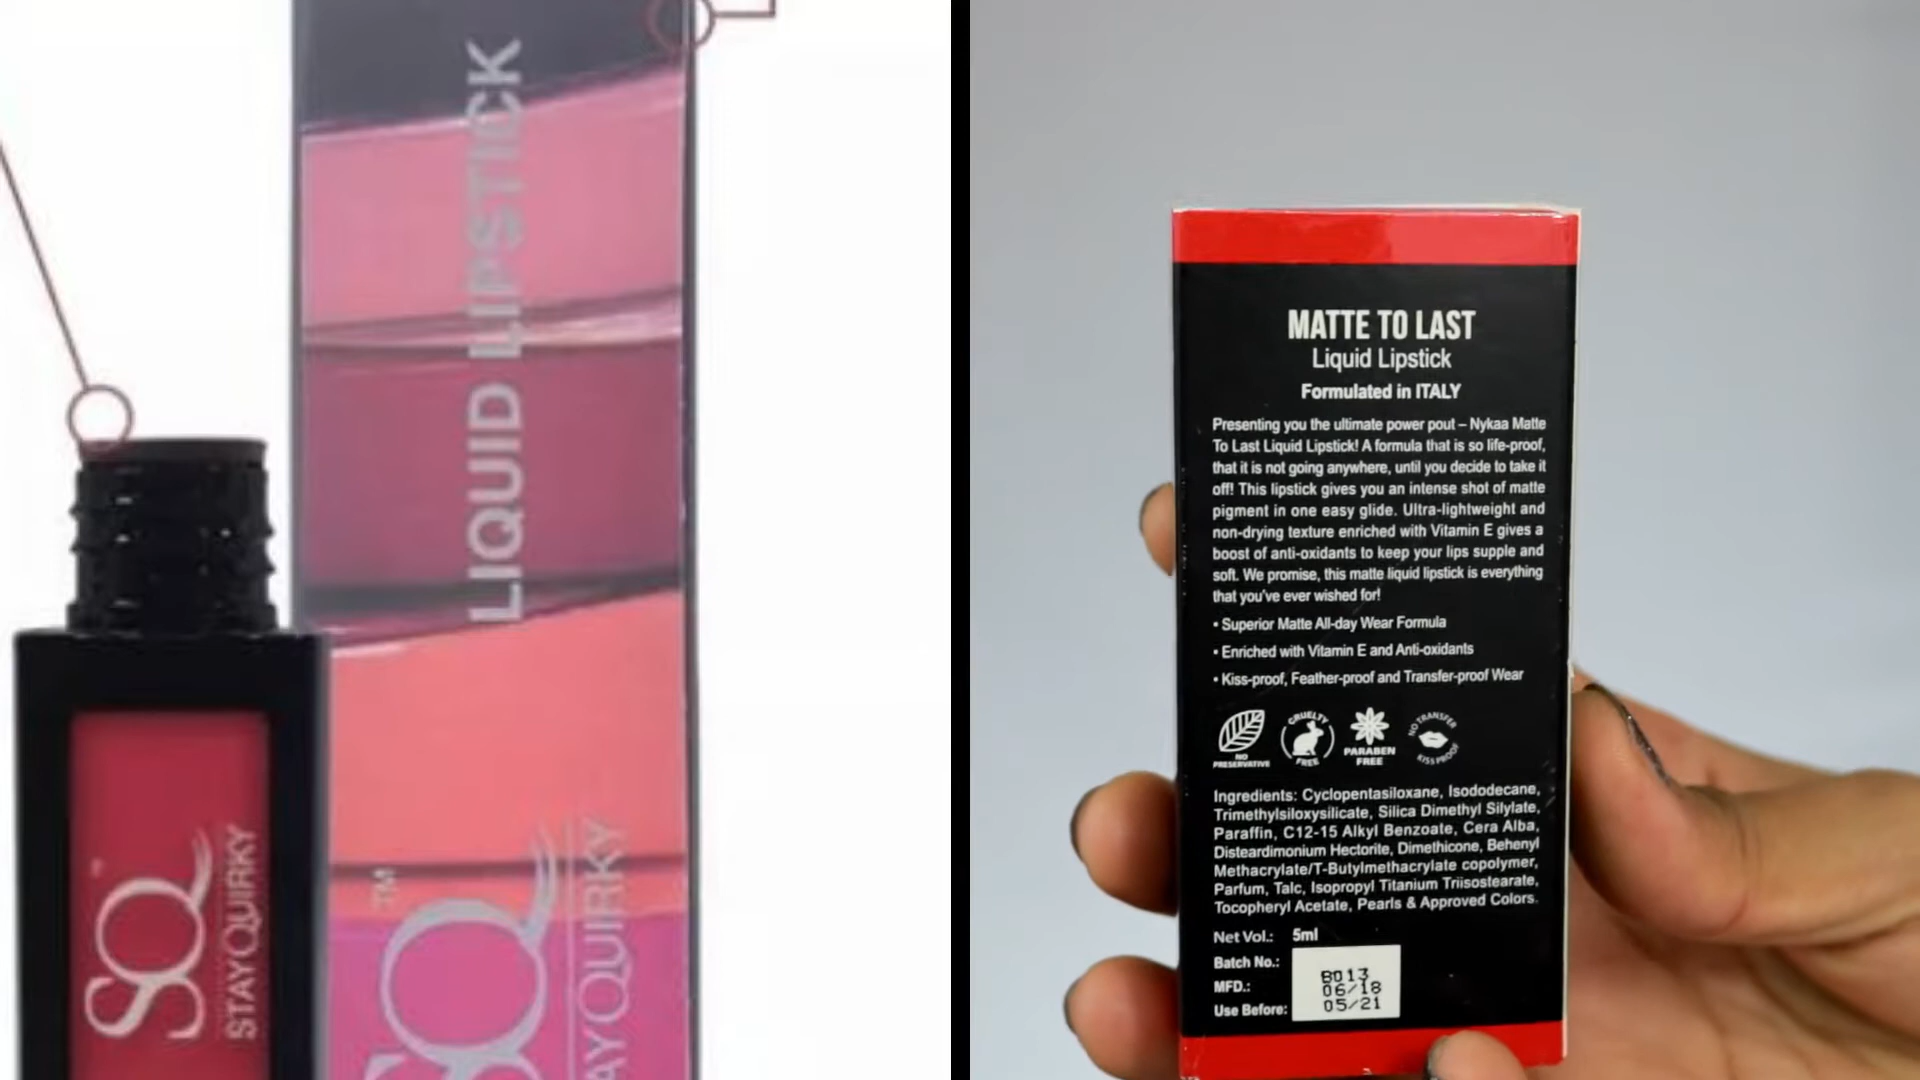 LIQUID LIPSTICK
SQ
STAYQUIRKY
TM
SQ
AYQUIRKY
MATTE TO LAST
Liquid Lipstick
Formulated in ITALY
Presenting you the ultimate power pout – Nykaa Matte
To Last Liquid Lipstick! A formula that is so life-proof,
that it is not going anywhere, until you decide to take it
off! This lipstick gives you an intense shot of matte
pigment in one easy glide. Ultra-lightweight and
non-drying texture enriched with Vitamin E gives a
boost of anti-oxidants to keep your lips supple and
soft. We promise, this matte liquid lipstick is everything
that you've ever wished for!
• Superior Matte All-day Wear Formula
• Enriched with Vitamin E and Anti-oxidants
• Kiss-proof, Feather-proof and Transfer-proof Wear
NO PRESERVATIVE
CRUELTY FREE
PARABEN FREE
NO TRANSFER KISS PROOF
Ingredients: Cyclopentasiloxane, Isododecane,
Trimethylsiloxysilicate, Silica Dimethyl Silylate,
Paraffin, C12-15 Alkyl Benzoate, Cera Alba,
Disteardimonium Hectorite, Dimethicone, Behenyl
Methacrylate/T-Butylmethacrylate copolymer,
Parfum, Talc, Isopropyl Titanium Triisostearate,
Tocopheryl Acetate, Pearls & Approved Colors.
Net Vol.: 5ml
Batch No.: B013
MFD.: 06/18
Use Before: 05/21